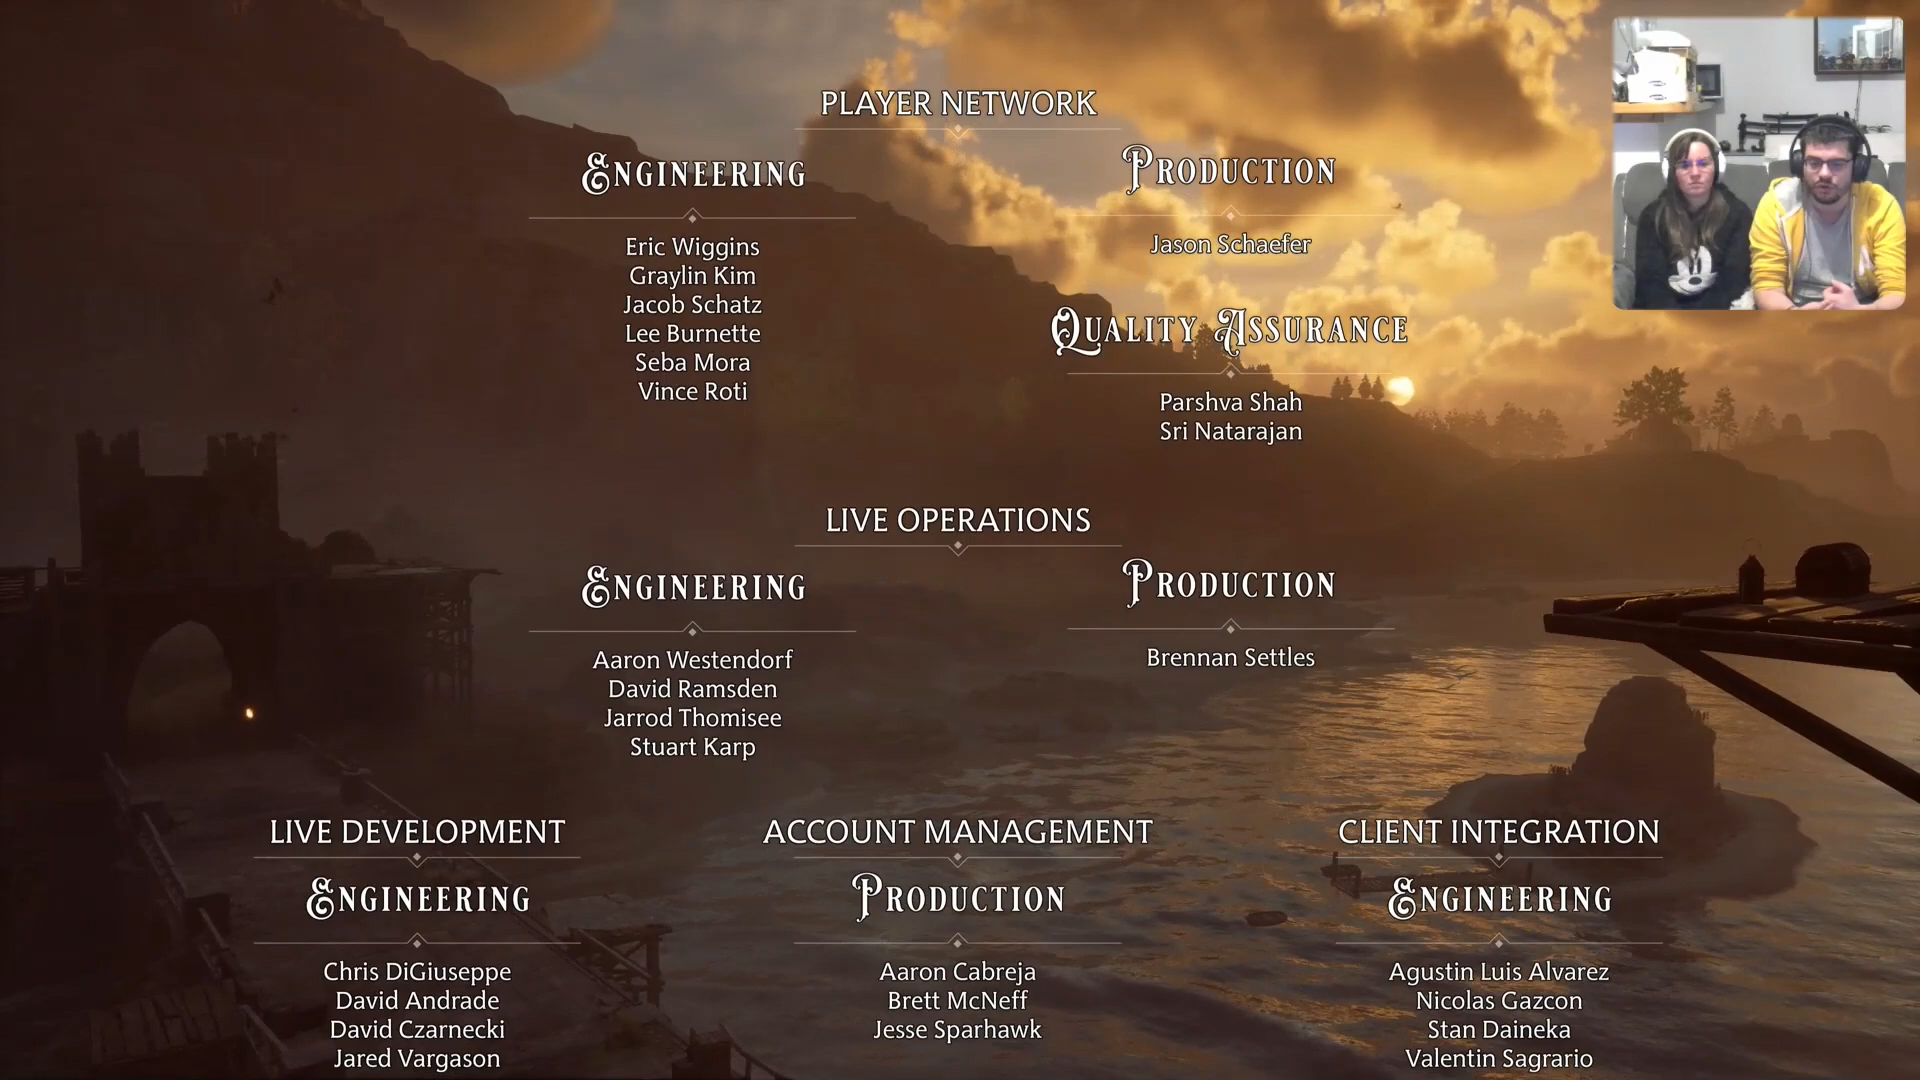 PLAYER NETWORK
ENGINEERING
Eric Wiggins
Graylin Kim
Jacob Schatz
Lee Burnette
Seba Mora
Vince Roti
PRODUCTION
Jason Schaefer
QUALITY ASSURANCE
Parshva Shah
Sri Natarajan
LIVE OPERATIONS
ENGINEERING
Aaron Westendorf
David Ramsden
Jarrod Thomisee
Stuart Karp
PRODUCTION
Brennan Settles
LIVE DEVELOPMENT
ENGINEERING
Chris DiGiuseppe
David Andrade
David Czarnecki
Jared Vargason
ACCOUNT MANAGEMENT
PRODUCTION
Aaron Cabreja
Brett McNeff
Jesse Sparhawk
CLIENT INTEGRATION
ENGINEERING
Agustin Luis Alvarez
Nicolas Gazcon
Stan Daineka
Valentin Sagrario